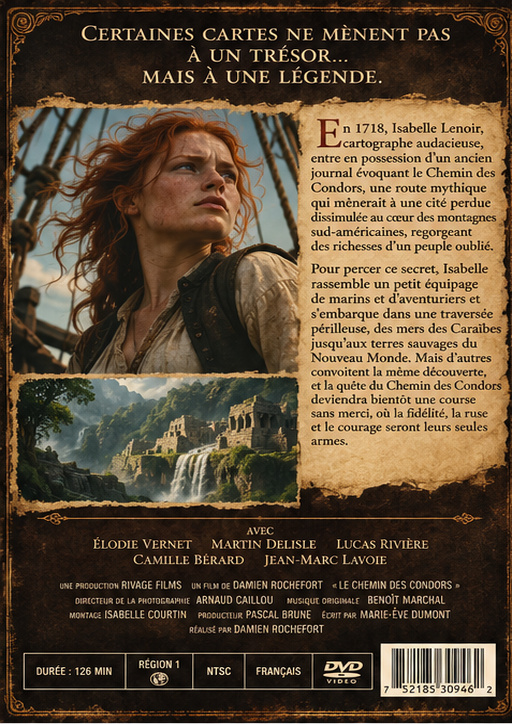 CERTAINES CARTES NE MÈNENT PAS
À UN TRÉSOR...
MAIS À UNE LÉGENDE.
En 1718, Isabelle Lenoir,
cartographe audacieuse,
entre en possession d'un ancien
journal évoquant le Chemin des
Condors, une route mythique
qui mènerait à une cité perdue
dissimulée au cœur des montagnes
sud-américaines, regorgeant
des richesses d'un peuple oublié.
Pour percer ce secret, Isabelle
rassemble un petit équipage
de marins et d'aventuriers et
s'embarque dans une traversée
périlleuse, des mers des Caraïbes
jusqu'aux terres sauvages du
Nouveau Monde. Mais d'autres
convoitent la même découverte,
et la quête du Chemin des Condors
deviendra bientôt une course
sans merci, où la fidélité, la ruse
et le courage seront leurs seules
armes.
AVEC
ÉLODIE VERNET MARTIN DELISLE LUCAS RIVIÈRE
CAMILLE BÉRARD JEAN-MARC LAVOIE
UNE PRODUCTION RIVAGE FILMS UN FILM DE DAMIEN ROCHEFORT « LE CHEMIN DES CONDORS »
DIRECTEUR DE LA PHOTOGRAPHIE ARNAUD CAILLOU MUSIQUE ORIGINALE BENOÎT MARCHAL
MONTAGE ISABELLE COURTIN PRODUCTEUR PASCAL BRUNE ÉCRIT PAR MARIE-ÈVE DUMONT
RÉALISÉ PAR DAMIEN ROCHEFORT
DURÉE : 126 MIN RÉGION 1 NTSC FRANÇAIS DVD VIDEO
7 52185 30946 2